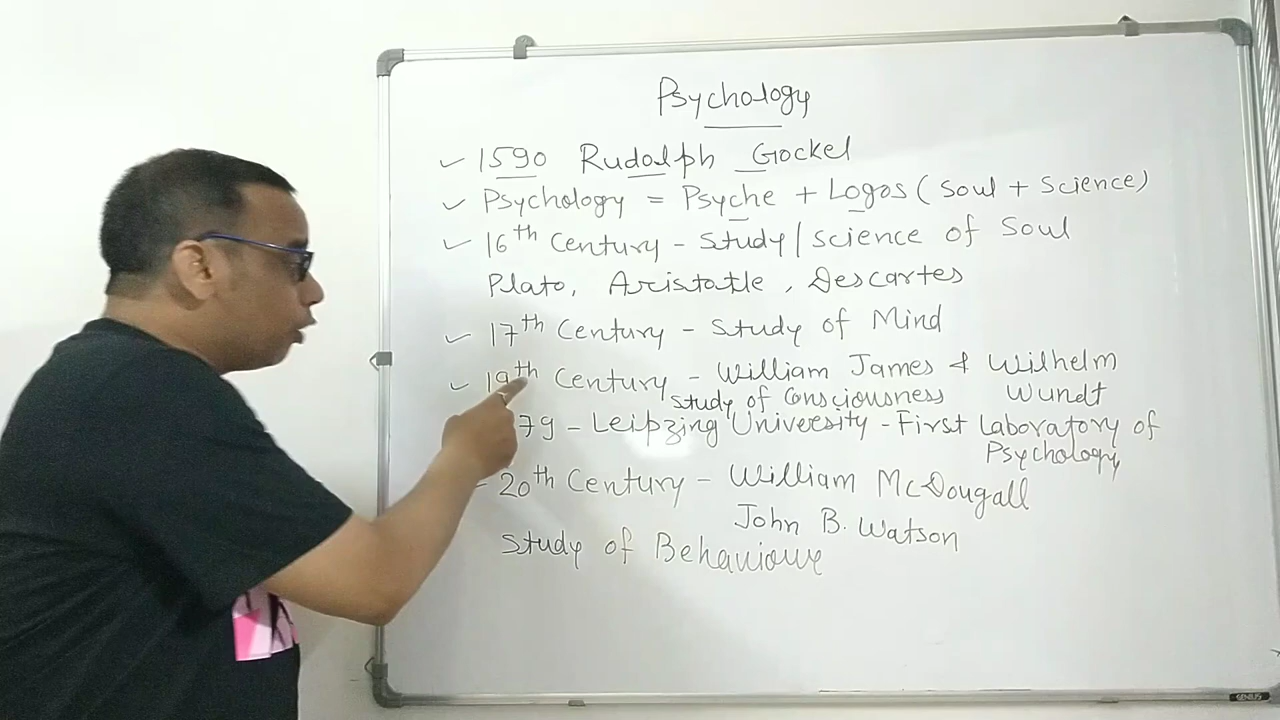 Psychology
1590 Rudolph Gockel
Psychology = Psyche + Logos (Soul + Science)
16th Century - Study/science of Soul
Plato, Aristatle, Descartes
17th Century - Study of Mind
19th Century - William James & Wilhelm
Study of Consciousness Wundt
79 - Leipzing University - First Laboratory of
Psychology
20th Century - William McDougall
John B. Watson
Study of Behaviour
GENIUS